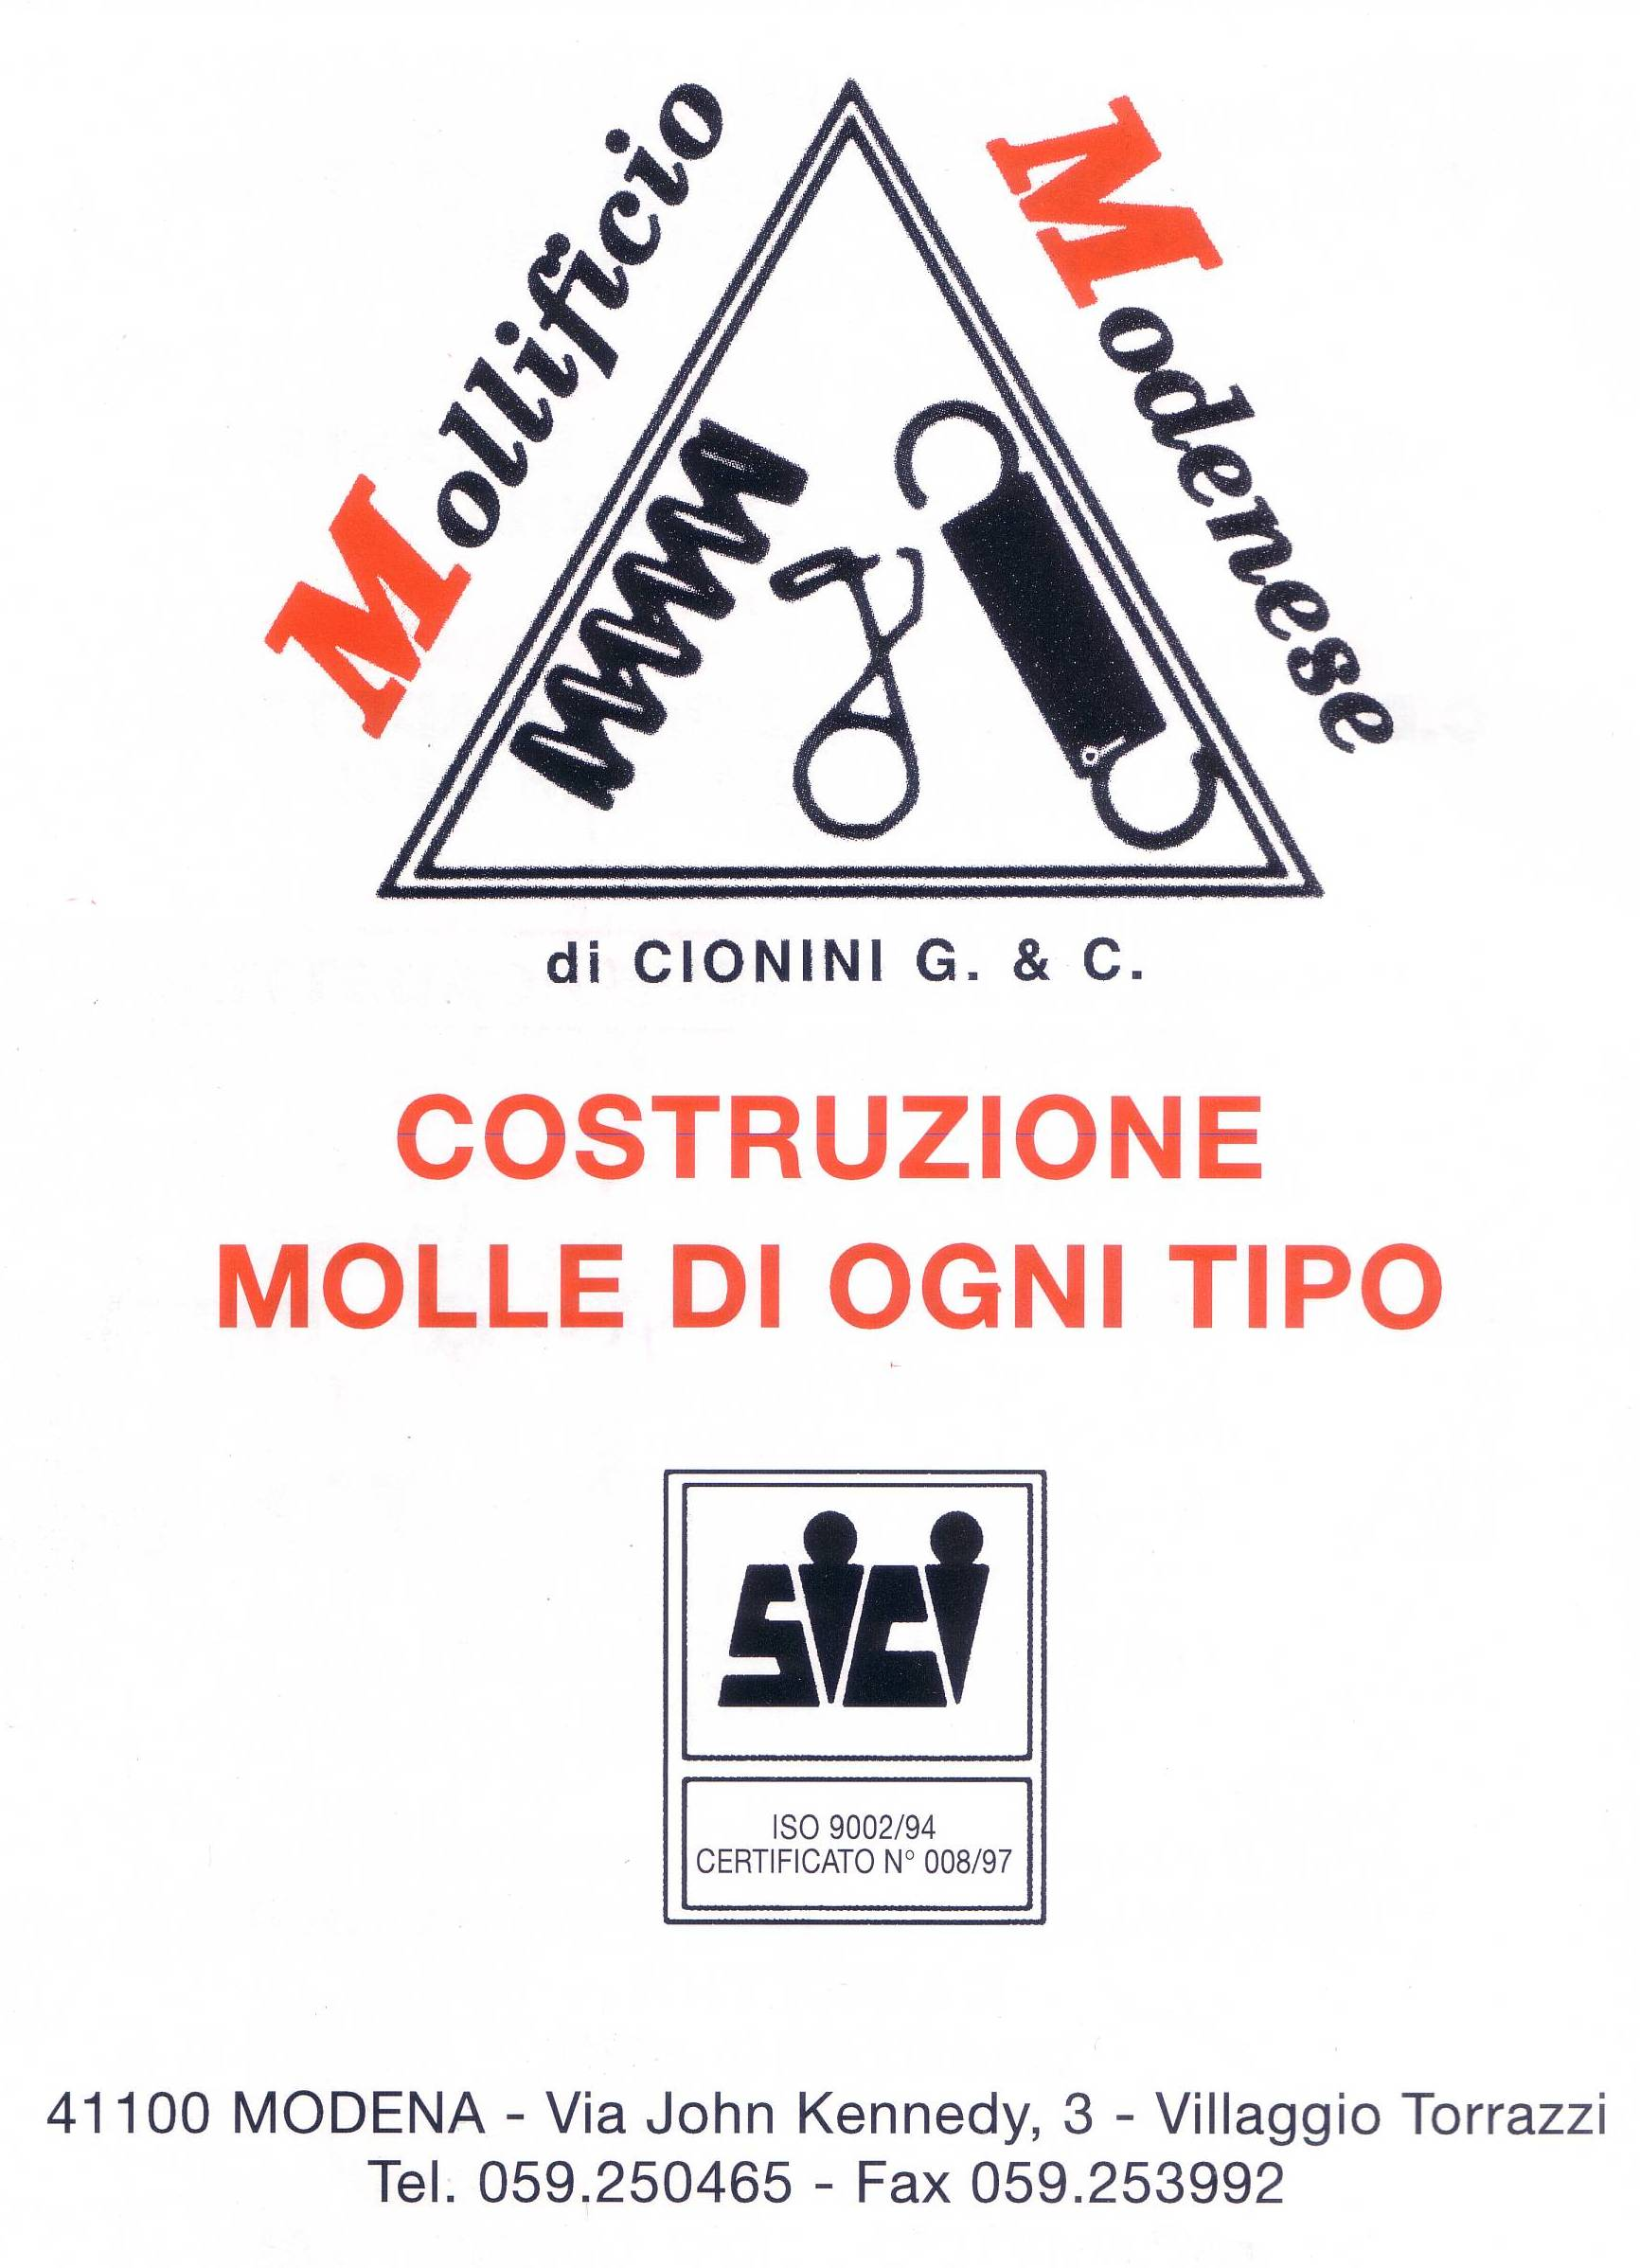 Mollificio
Modenese
di CIONINI G. & C.
COSTRUZIONE
MOLLE DI OGNI TIPO
SICI
ISO 9002/94
CERTIFICATO N° 008/97
41100 MODENA - Via John Kennedy, 3 - Villaggio Torrazzi
Tel. 059.250465 - Fax 059.253992